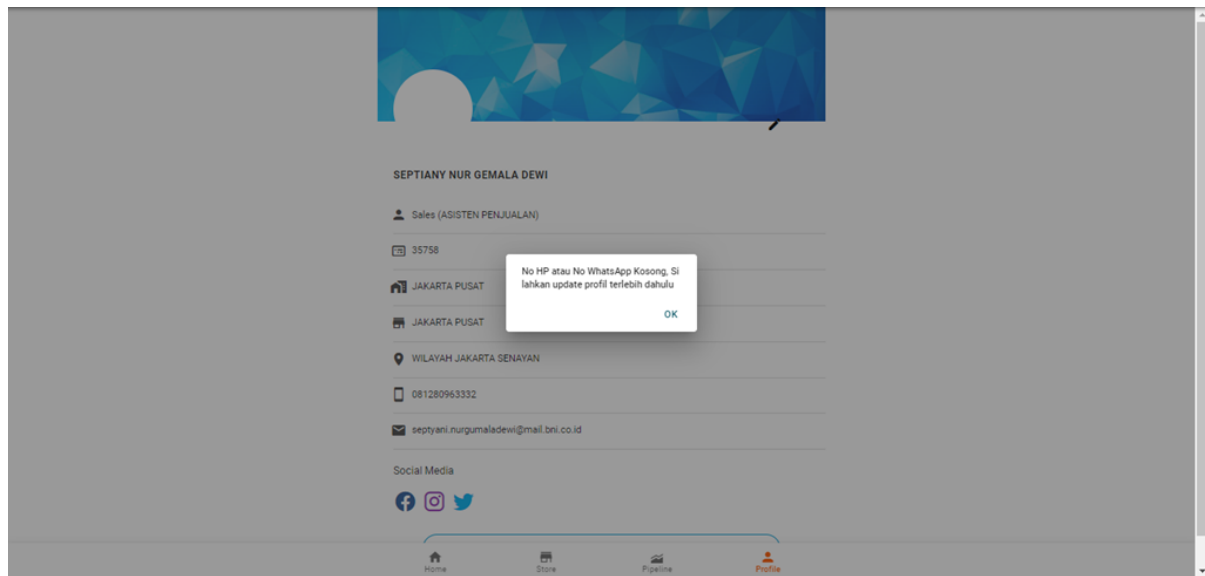 SEPTIANY NUR GEMALA DEWI
Sales (ASISTEN PENJUALAN)
35758
No HP atau No WhatsApp Kosong, Si
lahkan update profil terlebih dahulu
OK
JAKARTA PUSAT
JAKARTA PUSAT
WILAYAH JAKARTA SENAYAN
081280963332
septyani.nurgumaladewi@mail.bni.co.id
Social Media
Home
Store
Pipeline
Profile